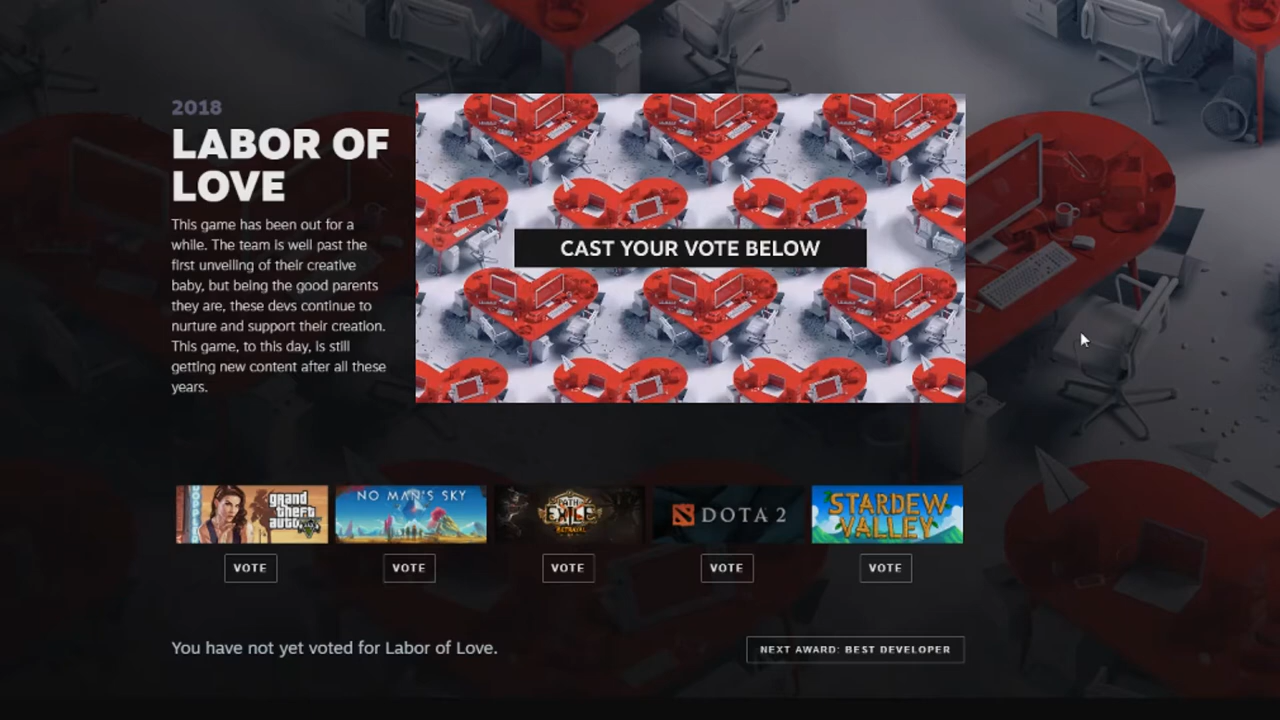 2018
LABOR OF
LOVE
This game has been out for a
while. The team is well past the
first unveiling of their creative
baby, but being the good parents
they are, these devs continue to
nurture and support their creation.
This game, to this day, is still
getting new content after all these
years.
CAST YOUR VOTE BELOW
grand
theft
auto
NO MAN'S SKY
PATH
EXILE
BETRAYAL
DOTA 2
STARDEW
VALLEY
VOTE
VOTE
VOTE
VOTE
VOTE
You have not yet voted for Labor of Love.
NEXT AWARD: BEST DEVELOPER